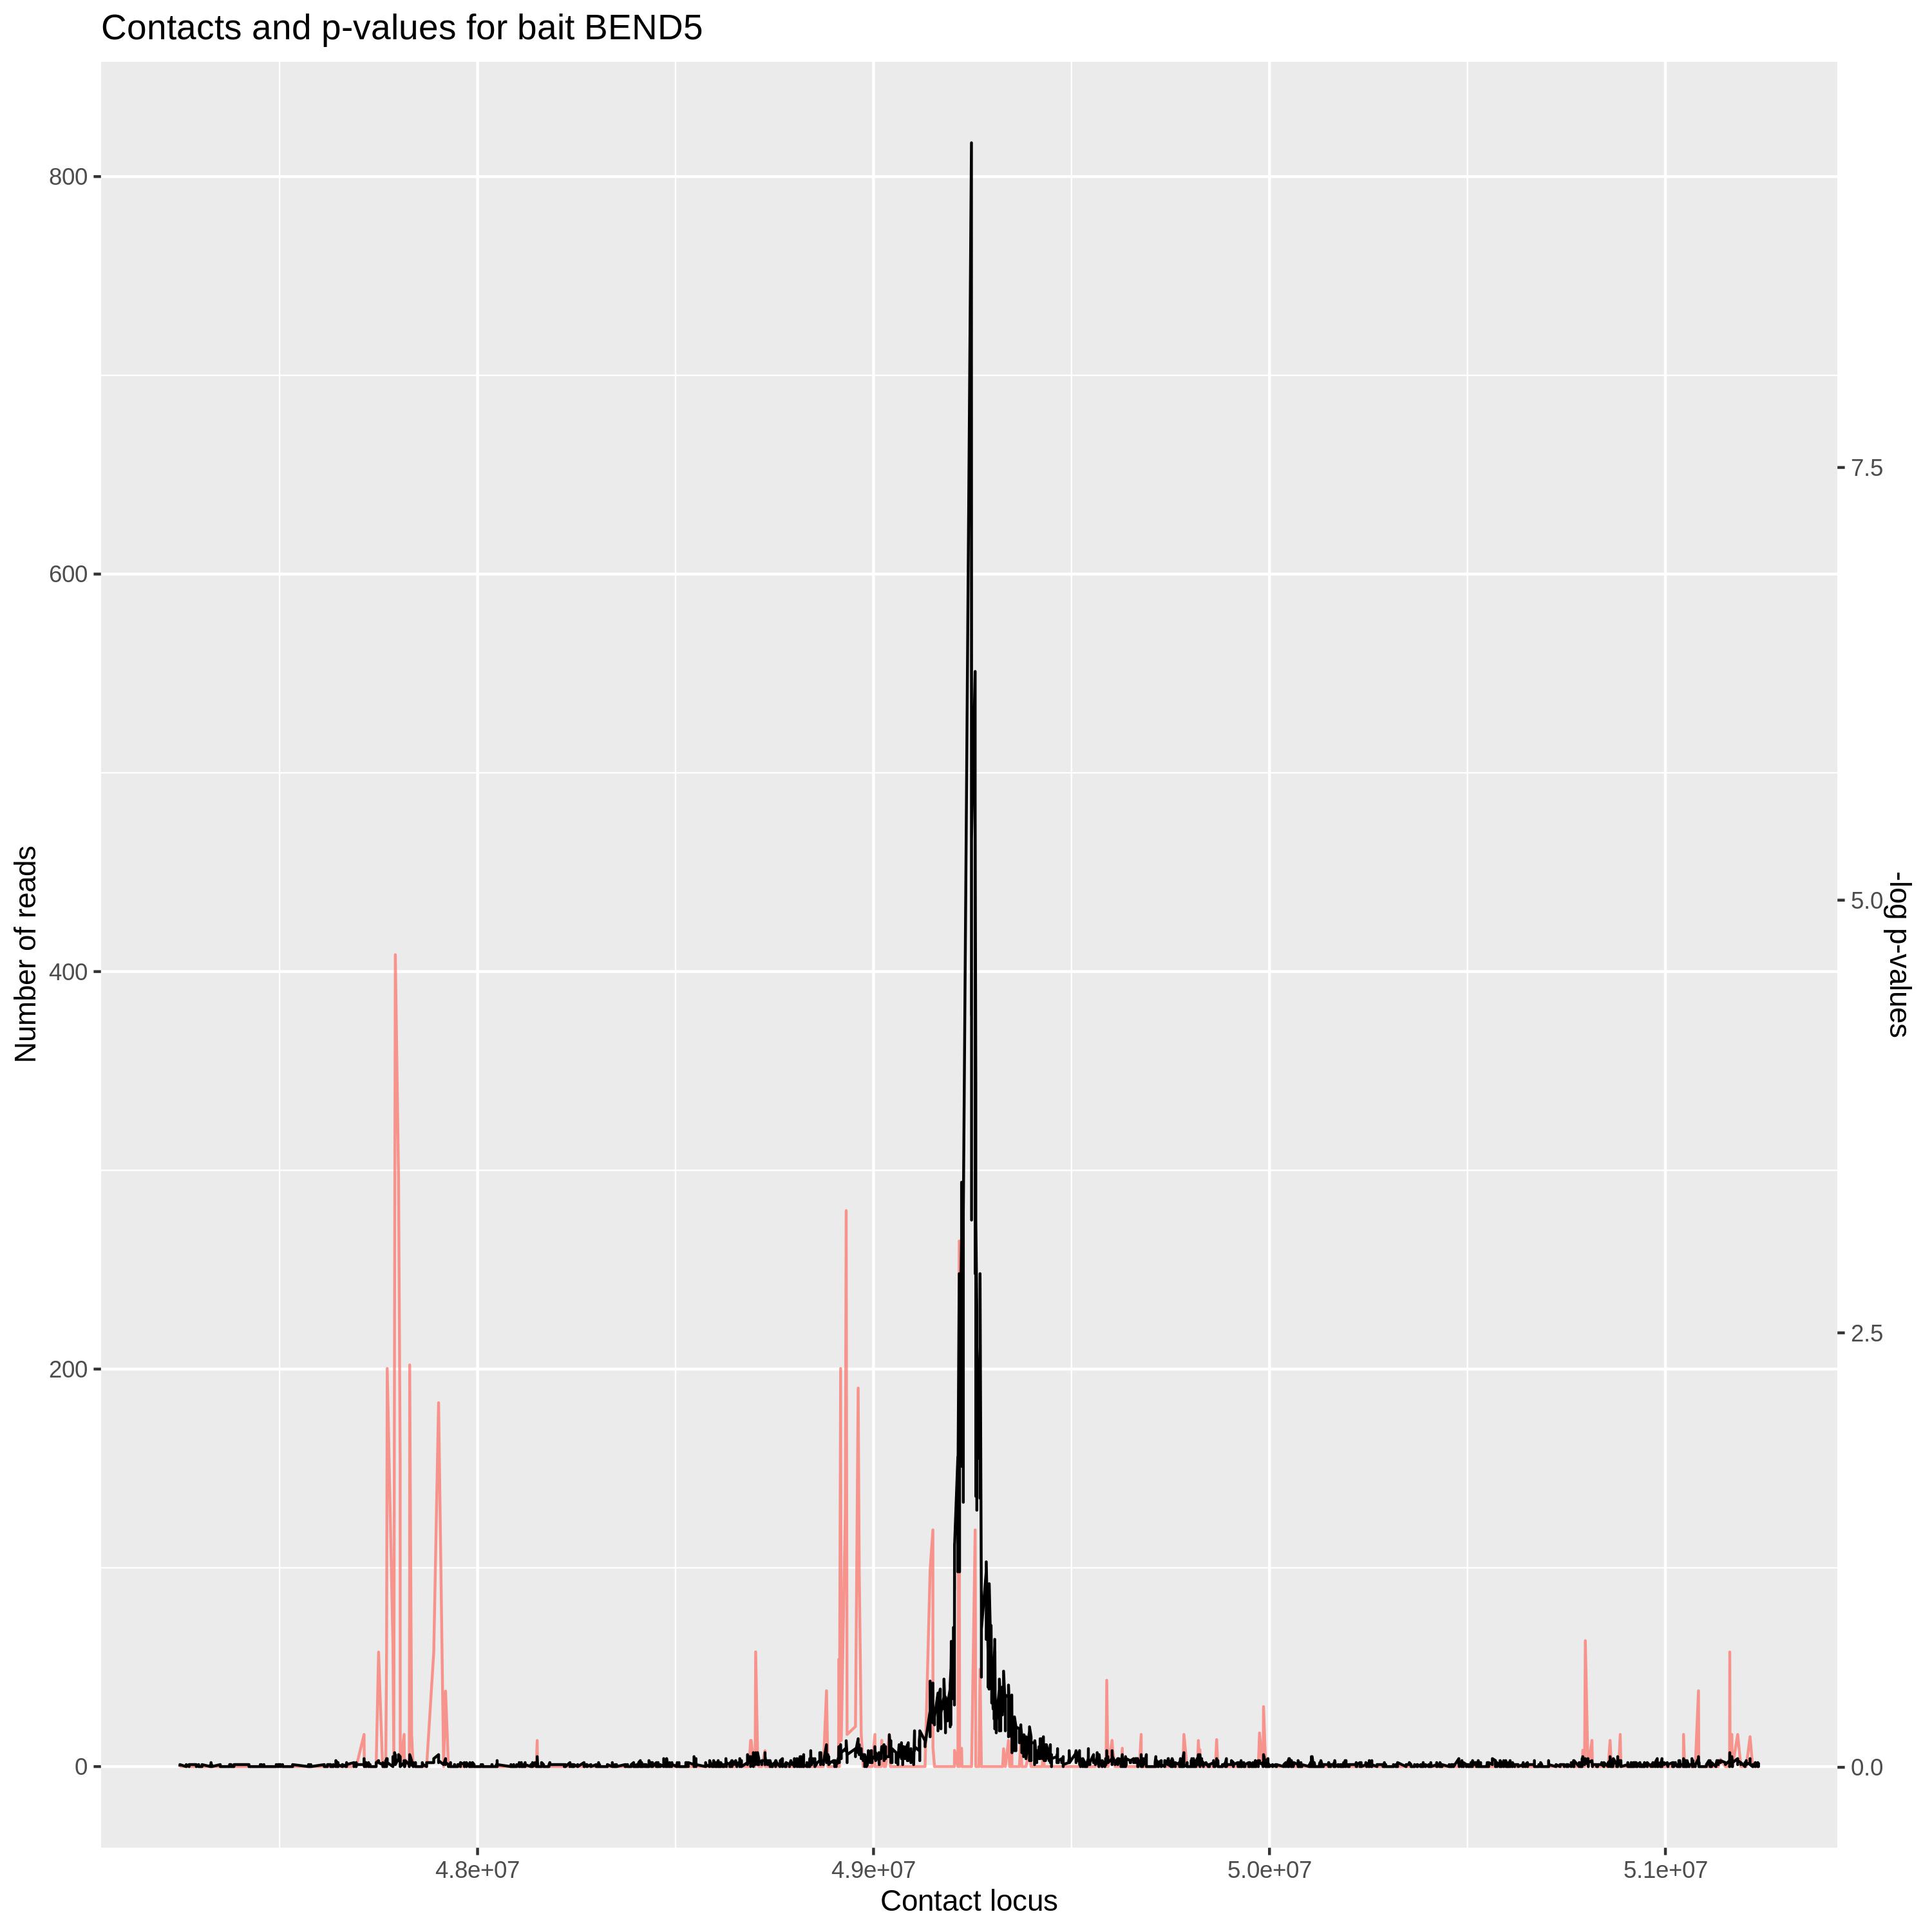 Contacts and p-values for bait BEND5
800
600
400
200
0
Number of reads
7.5
5.0
2.5
0.0
-log p-values
4.8e+07
4.9e+07
5.0e+07
5.1e+07
Contact locus